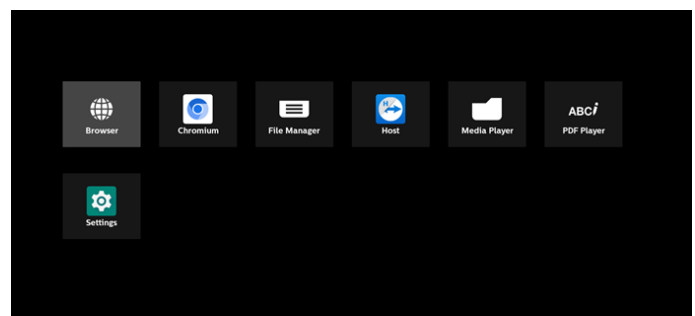 Browser
Chromium
File Manager
H/
Host
Media Player
ABCi
PDF Player
Settings